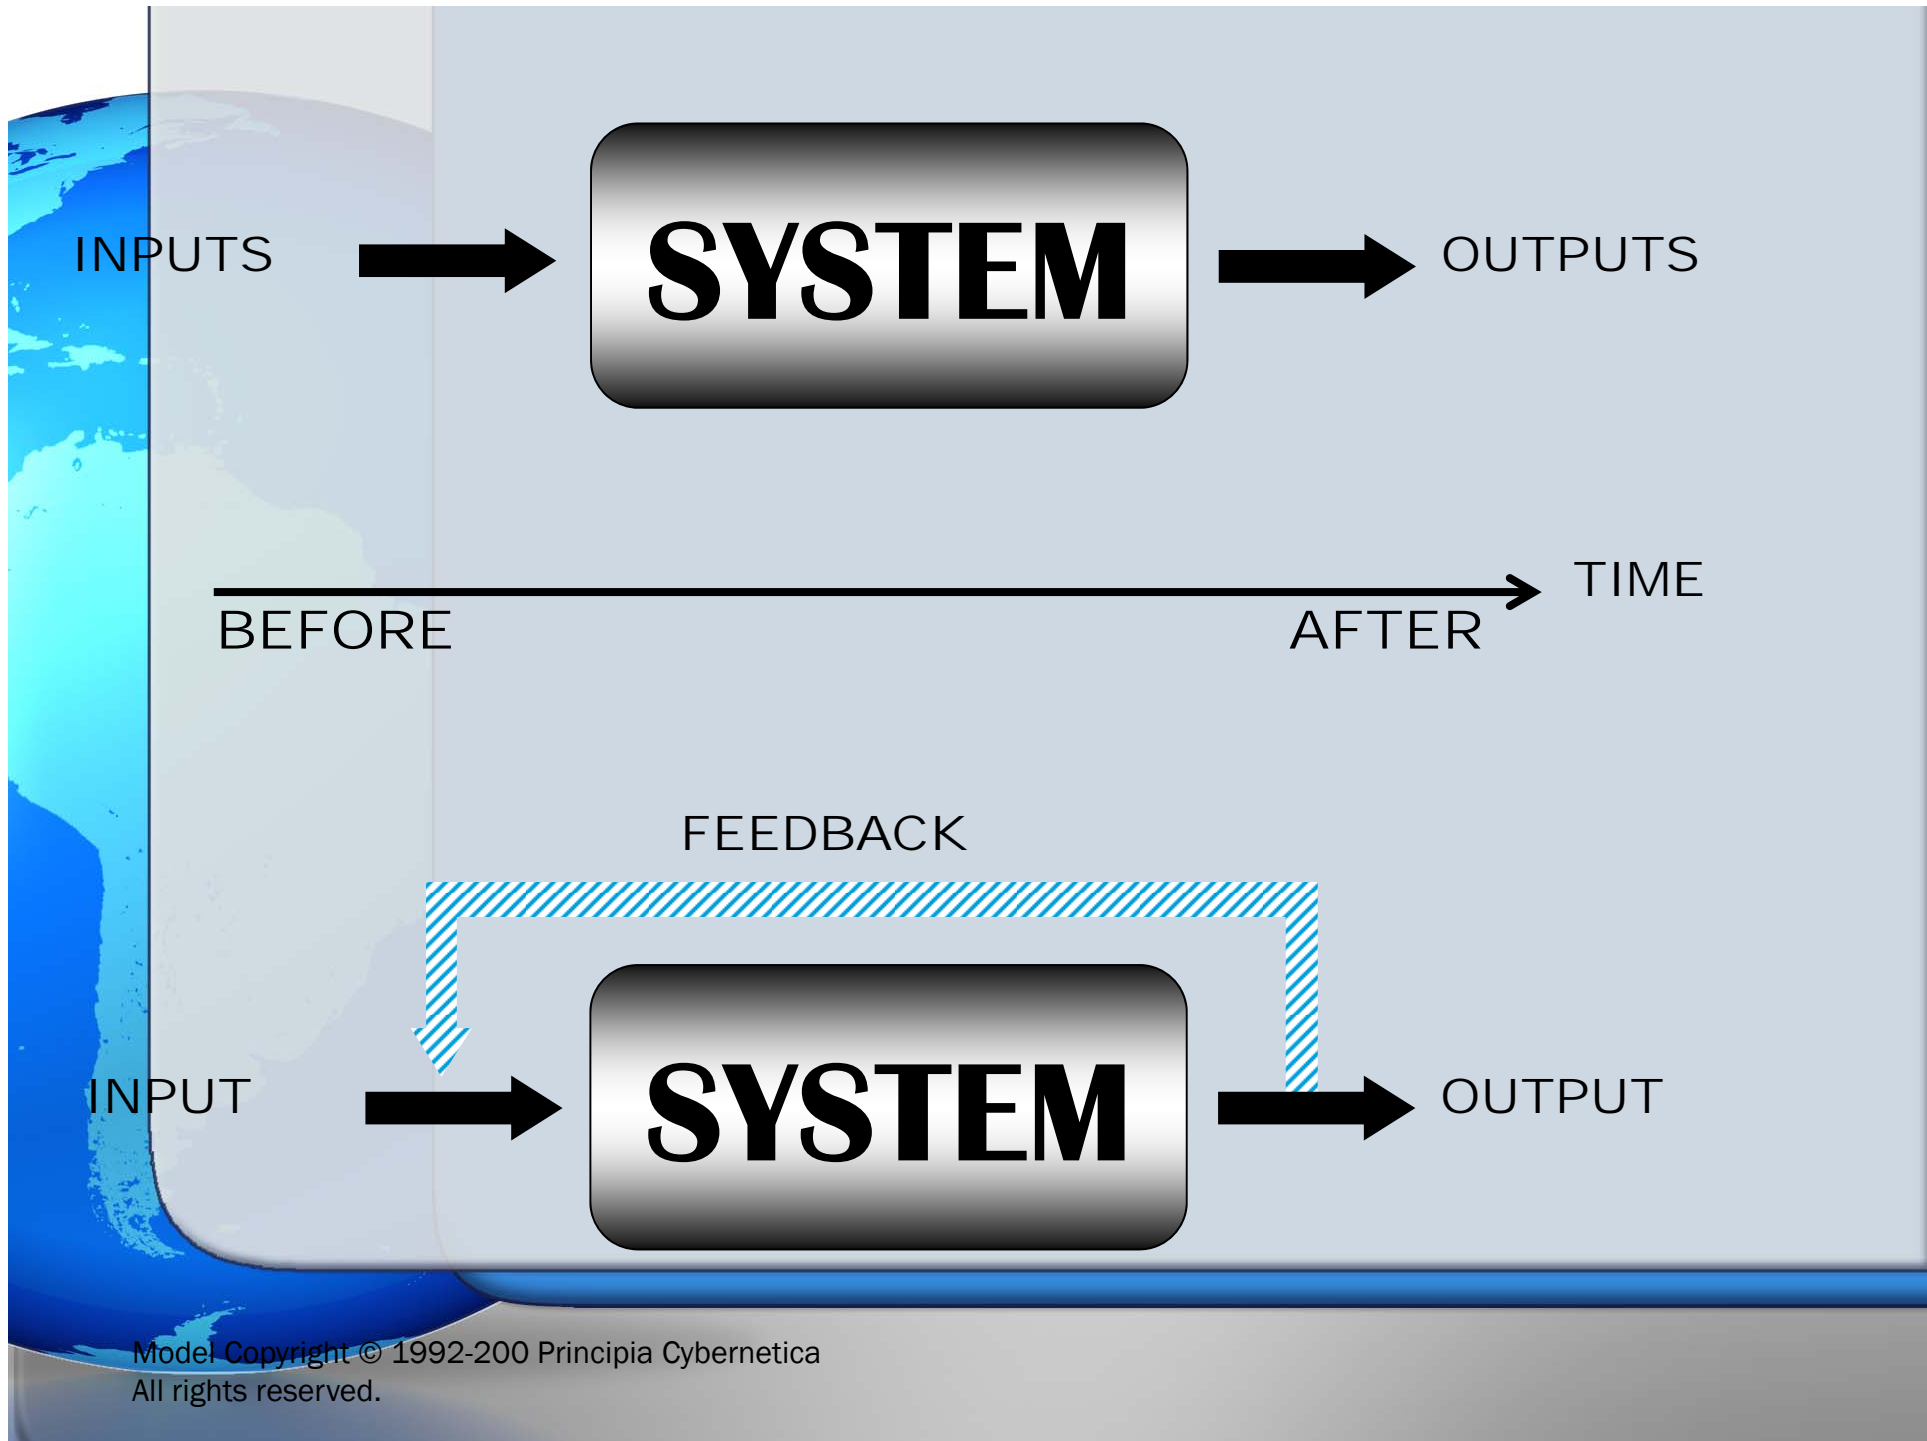 INPUTS
SYSTEM
OUTPUTS
TIME
BEFORE
AFTER
FEEDBACK
INPUT
SYSTEM
OUTPUT
Model Copyright © 1992-200 Principia Cybernetica
All rights reserved.